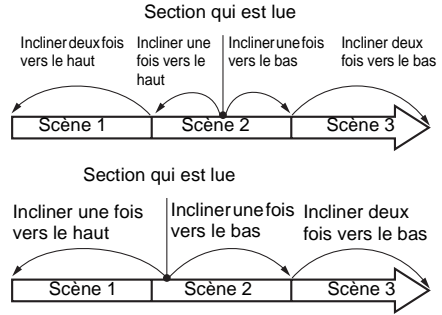 Section qui est lue
Incliner deux fois
vers le haut
Incliner une
fois vers le
haut
Incliner une fois
vers le bas
Incliner deux
fois vers le bas
Scène 1
Scène 2
Scène 3
Section qui est lue
Incliner une fois
vers le haut
Incliner une fois
vers le bas
Incliner deux
fois vers le bas
Scène 1
Scène 2
Scène 3